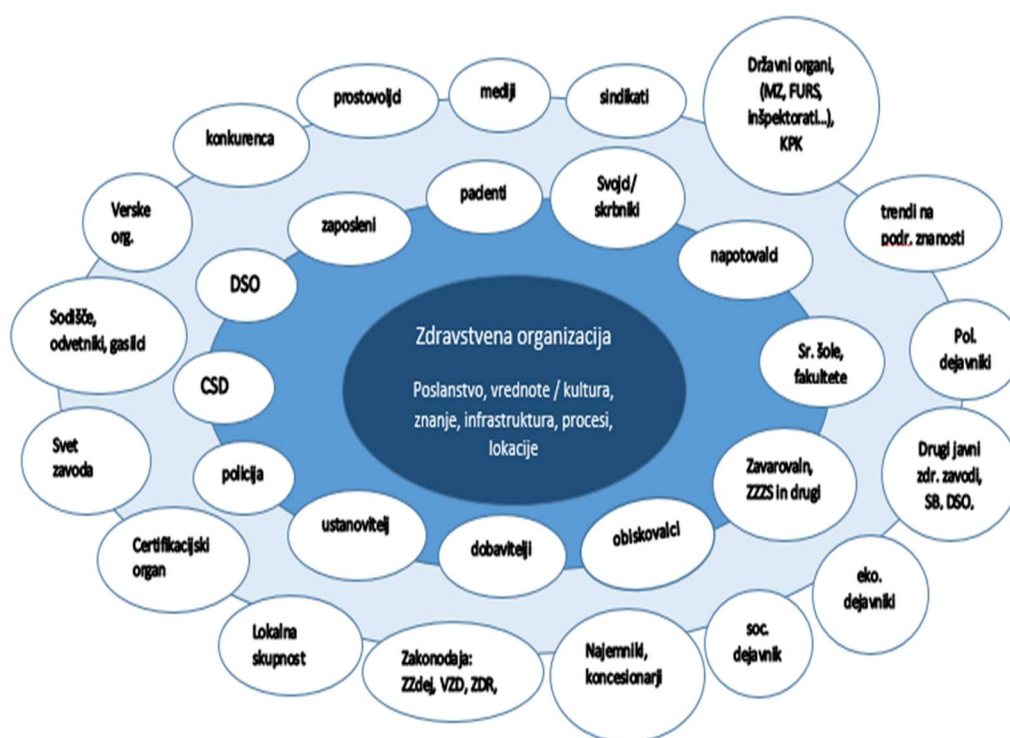 Državni organi,
(MZ, FURS,
inšpektorati...),
KPK
prostovoljci
mediji
sindikati
konkurenca
Verske
org.
zaposleni
pacienti
Svojci/
skrbniki
napotovalci
trendi na
podr. znanosti
DSO
Sodišče,
odvetniki, gasilci
CSD
Zdravstvena organizacija
Poslanstvo, vrednote / kultura,
znanje, infrastruktura, procesi,
lokacije
Sr. šole,
fakultete
Pol.
dejavniki
Svet
zavoda
policija
Zavarovaln,
ZZZS in drugi
Drugi javni
zdr. zavodi,
SB, DSO,
ustanovitelj
dobavitelji
obiskovalci
Certifikacijski
organ
eko.
dejavniki
Lokalna
skupnost
Zakonodaja:
ZZdej, VZD, ZDR,
Najemniki,
koncesionarji
soc.
dejavnik